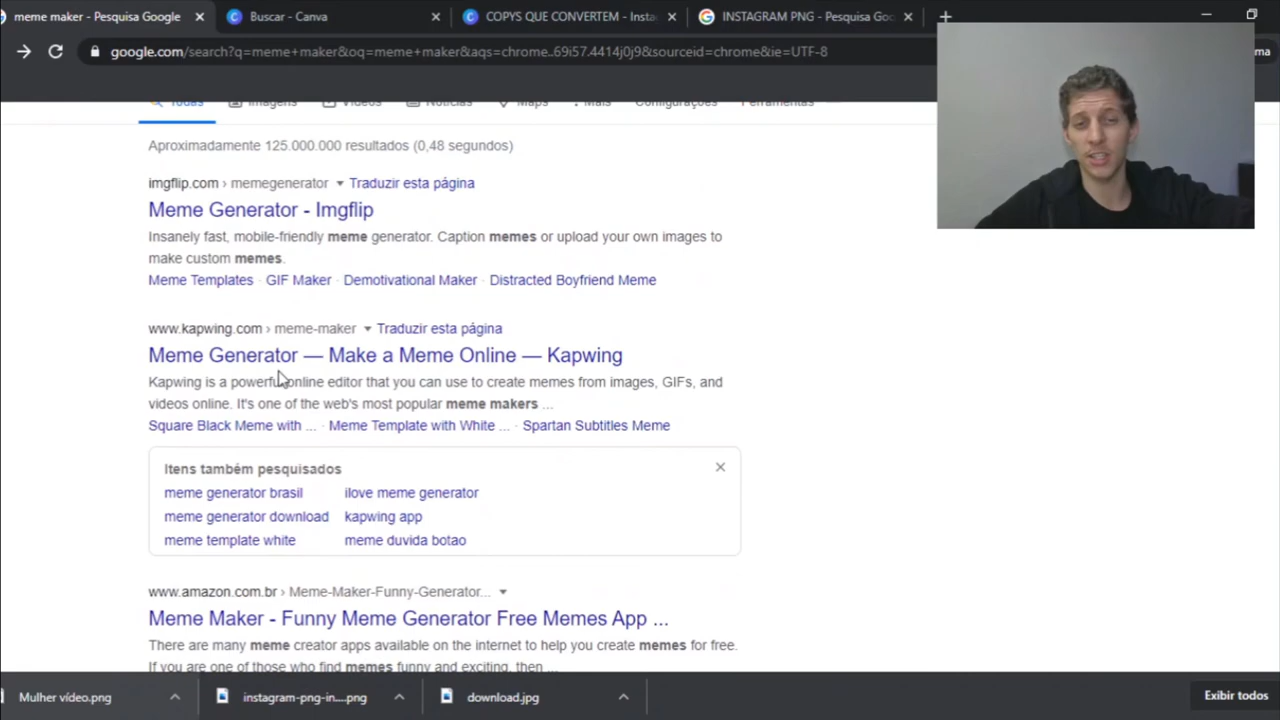 meme maker - Pesquisa Google
Buscar - Canva
COPYS QUE CONVERTEM - Insta
INSTAGRAM PNG - Pesquisa Goo
google.com/search?q=meme+maker&oq=meme+maker&aqs=chrome..69i57.4414j0j9&sourceid=chrome&ie=UTF-8
ma
Todas Imagens Vídeos Notícias Maps Mais Configurações Ferramentas
Aproximadamente 125.000.000 resultados (0,48 segundos)
imgflip.com › memegenerator Traduzir esta página
Meme Generator - Imgflip
Insanely fast, mobile-friendly meme generator. Caption memes or upload your own images to
make custom memes.
Meme Templates · GIF Maker · Demotivational Maker · Distracted Boyfriend Meme
www.kapwing.com › meme-maker Traduzir esta página
Meme Generator — Make a Meme Online — Kapwing
Kapwing is a powerful online editor that you can use to create memes from images, GIFs, and
videos online. It's one of the web's most popular meme makers ...
Square Black Meme with ... · Meme Template with White ... · Spartan Subtitles Meme
Itens também pesquisados
meme generator brasil ilove meme generator
meme generator download kapwing app
meme template white meme duvida botao
www.amazon.com.br › Meme-Maker-Funny-Generator...
Meme Maker - Funny Meme Generator Free Memes App ...
There are many meme creator apps available on the internet to help you create memes for free.
If you are one of those who find memes funny and exciting, then ...
Mulher vídeo.png
instagram-png-in....png
download.jpg
Exibir todos